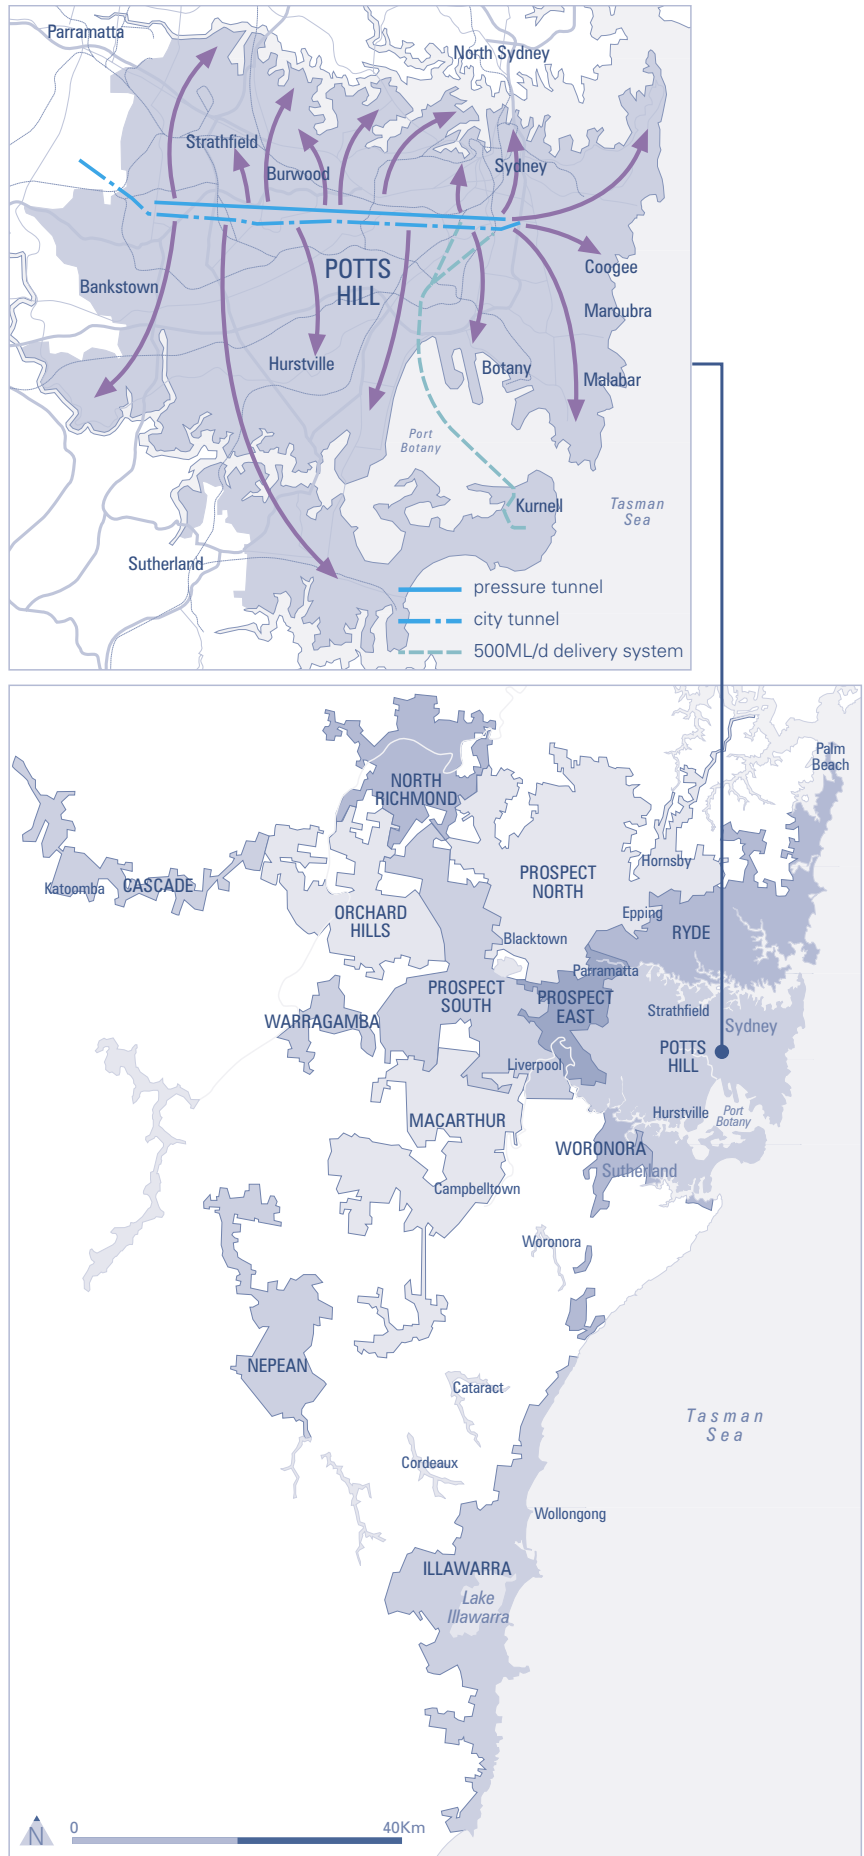 Parramatta
North Sydney
Strathfield
Burwood
Sydney
POTTS
HILL
Bankstown
Coogee
Maroubra
Hurstville
Botany
Malabar
Port
Botany
Kurnell
Tasman
Sea
Sutherland
pressure tunnel
city tunnel
500ML/d delivery system
Palm
Beach
NORTH
RICHMOND
Hornsby
Katoomba
CASCADE
PROSPECT
NORTH
ORCHARD
HILLS
Epping
RYDE
Blacktown
Parramatta
PROSPECT
SOUTH
PROSPECT
EAST
Strathfield
Sydney
WARRAGAMBA
POTTS
HILL
Liverpool
MACARTHUR
Hurstville
Port
Botany
WORONORA
Sutherland
Campbelltown
Woronora
NEPEAN
Cataract
Tasman
Sea
Cordeaux
Wollongong
ILLAWARRA
Lake
Illawarra
N
0
40Km